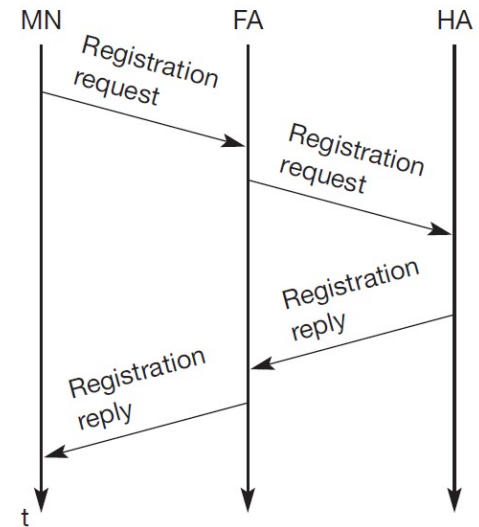 MN FA HA
Registration
request
Registration
request
Registration
reply
Registration
reply
t